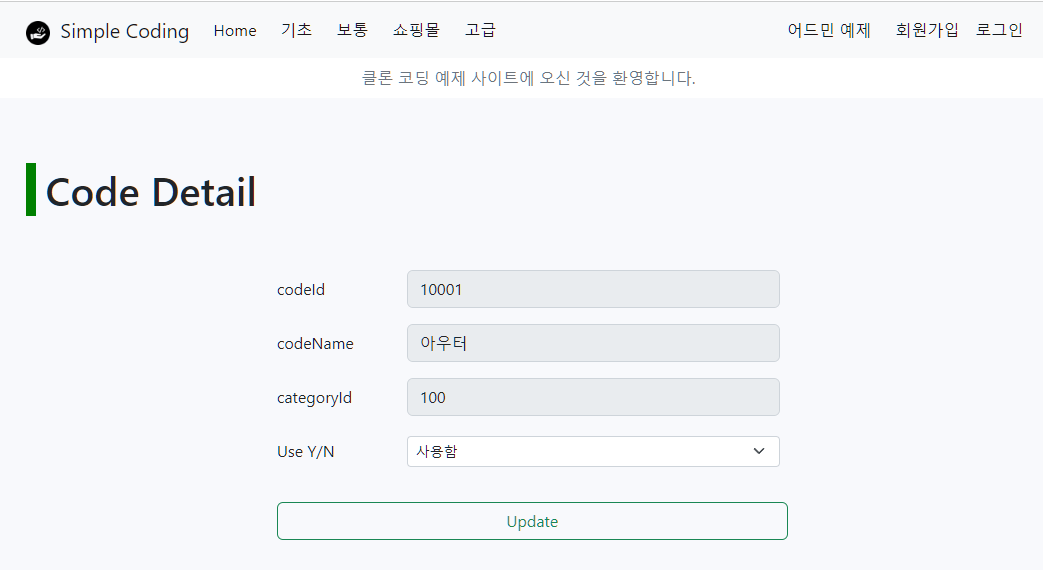 Simple Coding Home 기초 보통 쇼핑몰 고급 어드민 예제 회원가입 로그인
클론 코딩 예제 사이트에 오신 것을 환영합니다.
Code Detail
codeId 10001
codeName 아우터
categoryId 100
Use Y/N 사용함
Update